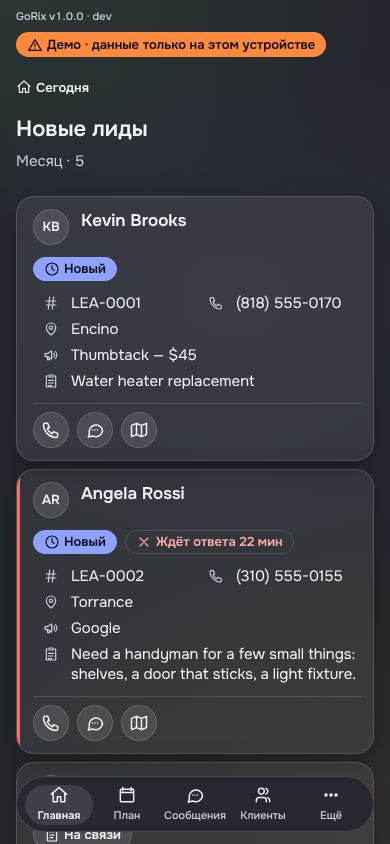 GoRix v1.0.0 · dev
Демо · данные только на этом устройстве
Сегодня
Новые лиды
Месяц · 5
KB
Kevin Brooks
Новый
# LEA-0001
(818) 555-0170
Encino
Thumbtack — $45
Water heater replacement
AR
Angela Rossi
Новый
Ждёт ответа 22 мин
# LEA-0002
(310) 555-0155
Torrance
Google
Need a handyman for a few small things:
shelves, a door that sticks, a light fixture.
Главная
План
Сообщения
Клиенты
Ещё
На связи